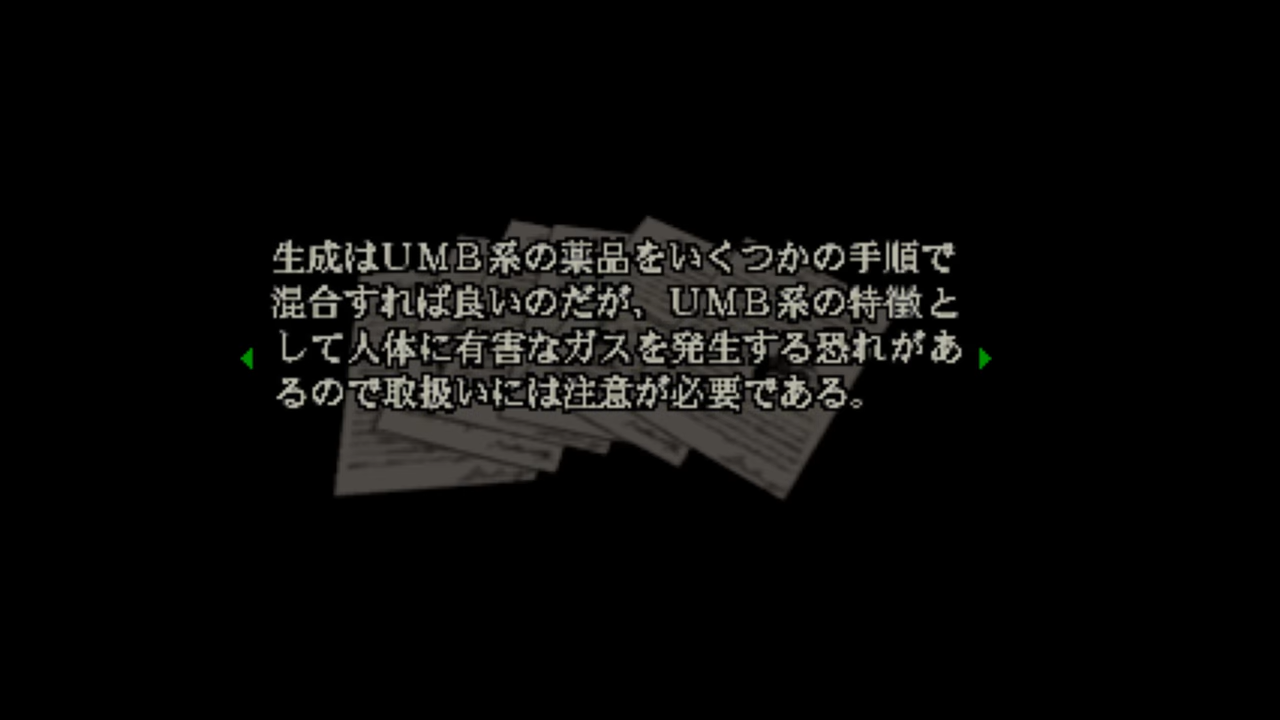 生成はＵＭＢ系の薬品をいくつかの手順で
混合すれば良いのだが、ＵＭＢ系の特徴と
して人体に有害なガスを発生する恐れがあ
るので取扱いには注意が必要である。